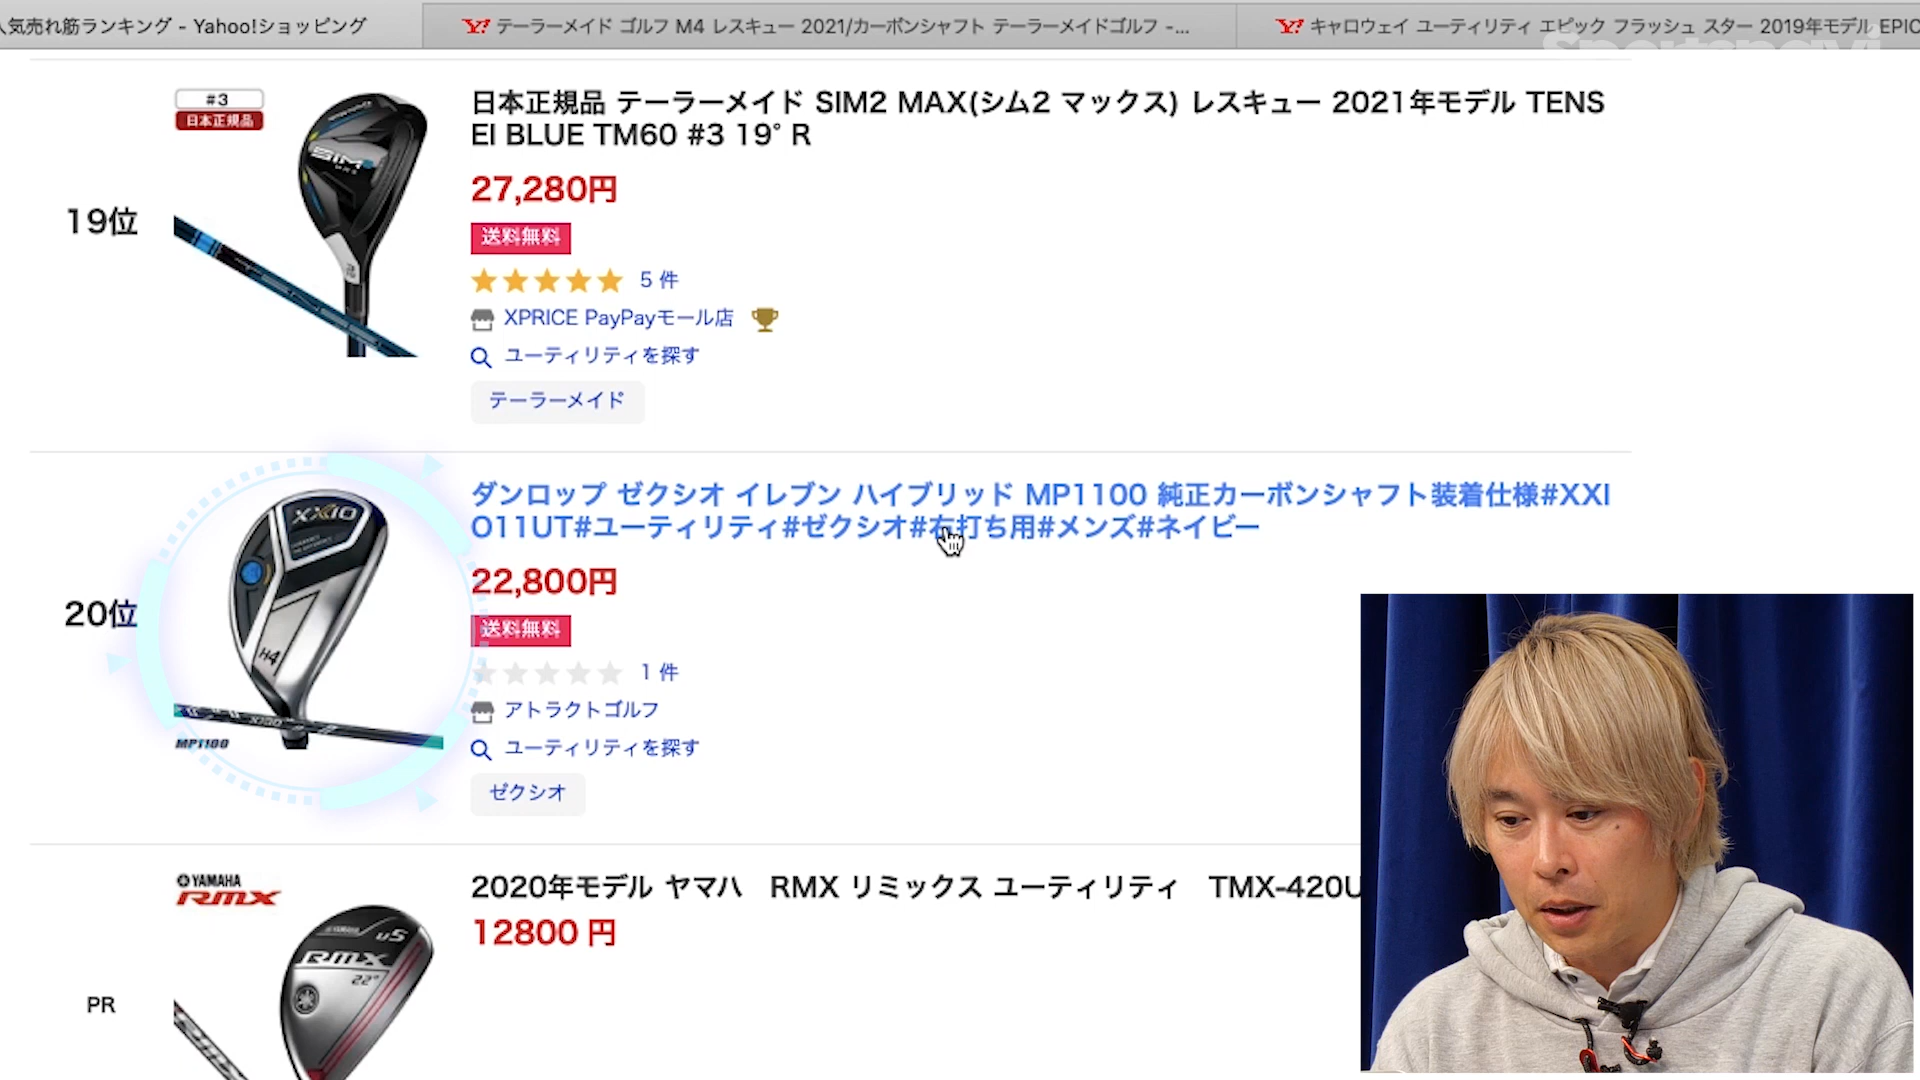 人気売れ筋ランキング - Yahoo!ショッピング
テーラーメイド ゴルフ M4 レスキュー 2021/カーボンシャフト テーラーメイドゴルフ -...
キャロウェイ ユーティリティ エピック フラッシュ スター 2019年モデル EPIC
Sportsnavi
#3
日本正規品
SIM2
MAX
19位
日本正規品 テーラーメイド SIM2 MAX(シム2 マックス) レスキュー 2021年モデル TENS
EI BLUE TM60 #3 19° R
27,280円
送料無料
5 件
XPRICE PayPayモール店
ユーティリティを探す
テーラーメイド
20位
XXIO
H4
XXIO
MP1100
ダンロップ ゼクシオ イレブン ハイブリッド MP1100 純正カーボンシャフト装着仕様#XXI
O11UT#ユーティリティ#ゼクシオ#右打ち用#メンズ#ネイビー
22,800円
送料無料
1 件
アトラクトゴルフ
ユーティリティを探す
ゼクシオ
PR
YAMAHA
RMX
YAMAHA
U5
RMX
22°
2020年モデル ヤマハ　RMX リミックス ユーティリティ　TMX-420U
12800 円